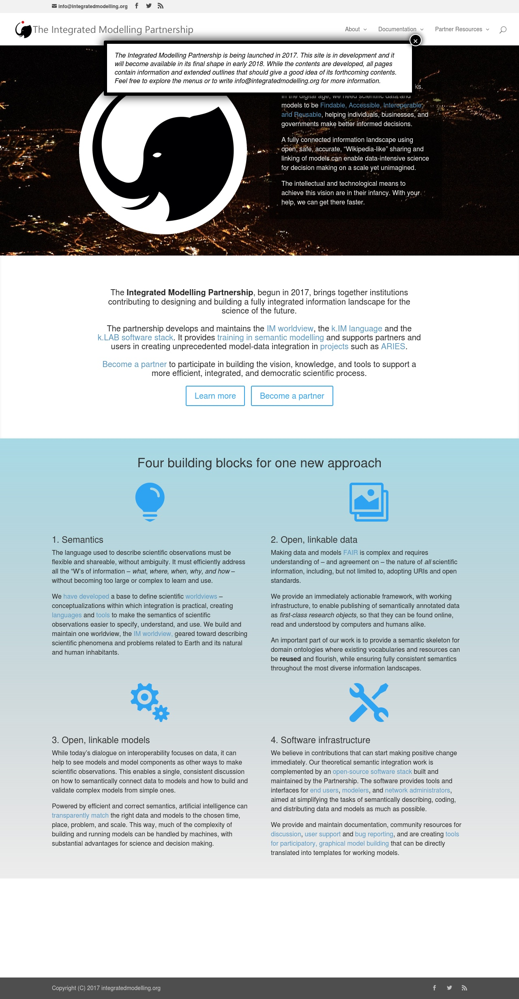 info@integratedmodelling.org
The Integrated Modelling Partnership
About
Documentation
Partner Resources
The Integrated Modelling Partnership is being launched in 2017. This site is in development and it
will become available in its final shape in early 2018. While the contents are developed, all pages
contain information and extended outlines that should give a good idea of its forthcoming contents.
Feel free to explore the menus or to write info@integratedmodelling.org for more information.
In the digital age, we need scientific data and
models to be Findable, Accessible, Interoperable,
and Reusable, helping individuals, businesses, and
governments make better informed decisions.
A fully connected information landscape using
open, safe, accurate, “Wikipedia-like” sharing and
linking of models can enable data-intensive science
for decision making on a scale yet unimagined.
The intellectual and technological means to
achieve this vision are in their infancy. With your
help, we can get there faster.
The Integrated Modelling Partnership, begun in 2017, brings together institutions
contributing to designing and building a fully integrated information landscape for the
science of the future.
The partnership develops and maintains the IM worldview, the k.IM language and the
k.LAB software stack. It provides training in semantic modelling and supports partners and
users in creating unprecedented model-data integration in projects such as ARIES.
Become a partner to participate in building the vision, knowledge, and tools to support a
more efficient, integrated, and democratic scientific process.
Learn more
Become a partner
Four building blocks for one new approach
1. Semantics
The language used to describe scientific observations must be
flexible and shareable, without ambiguity. It must efficiently address
all the “W’s of information – what, where, when, why, and how –
without becoming too large or complex to learn and use.
We have developed a base to define scientific worldviews –
conceptualizations within which integration is practical, creating
languages and tools to make the semantics of scientific
observations easier to specify, understand, and use. We build and
maintain one worldview, the IM worldview, geared toward describing
scientific phenomena and problems related to Earth and its natural
and human inhabitants.
2. Open, linkable data
Making data and models FAIR is complex and requires
understanding of – and agreement on – the nature of all scientific
information, including, but not limited to, adopting URIs and open
standards.
We provide an immediately actionable framework, with working
infrastructure, to enable publishing of semantically annotated data
as first-class research objects, so that they can be found online,
read and understood by computers and humans alike.
An important part of our work is to provide a semantic skeleton for
domain ontologies where existing vocabularies and resources can
be reused and flourish, while ensuring fully consistent semantics
throughout the most diverse information landscapes.
3. Open, linkable models
While today’s dialogue on interoperability focuses on data, it can
help to see models and model components as other ways to make
scientific observations. This enables a single, consistent discussion
on how to semantically connect data to models and how to build and
validate complex models from simple ones.
Powered by efficient and correct semantics, artificial intelligence can
transparently match the right data and models to the chosen time,
place, problem, and scale. This way, much of the complexity of
building and running models can be handled by machines, with
substantial advantages for science and decision making.
4. Software infrastructure
We believe in contributions that can start making positive change
immediately. Our theoretical semantic integration work is
complemented by an open-source software stack built and
maintained by the Partnership. The software provides tools and
interfaces for end users, modelers, and network administrators,
aimed at simplifying the tasks of semantically describing, coding,
and distributing data and models as much as possible.
We provide and maintain documentation, community resources for
discussion, user support and bug reporting, and are creating tools
for participatory, graphical model building that can be directly
translated into templates for working models.
Copyright (C) 2017 integratedmodelling.org